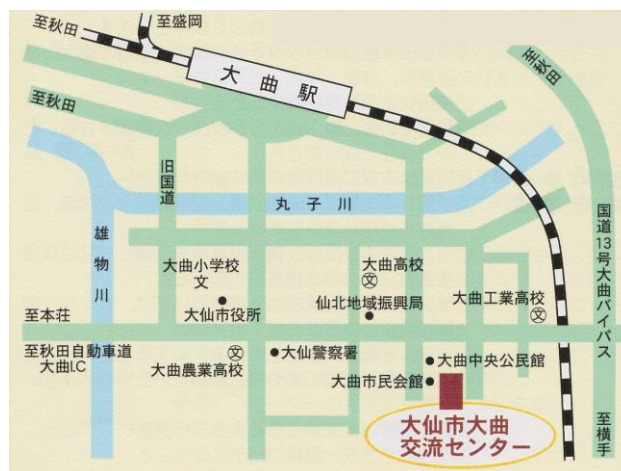 至盛岡
至秋田
大曲駅
至秋田
至秋田
旧国道
丸子川
雄物川
国道13号大曲バイパス
大曲小学校
文
大仙市役所
大曲高校
文
仙北地域振興局
大曲工業高校
文
至本荘
至秋田自動車道
大曲I.C
大曲農業高校
文
大仙警察署
大曲中央公民館
大曲市民会館
大仙市大曲
交流センター
至横手